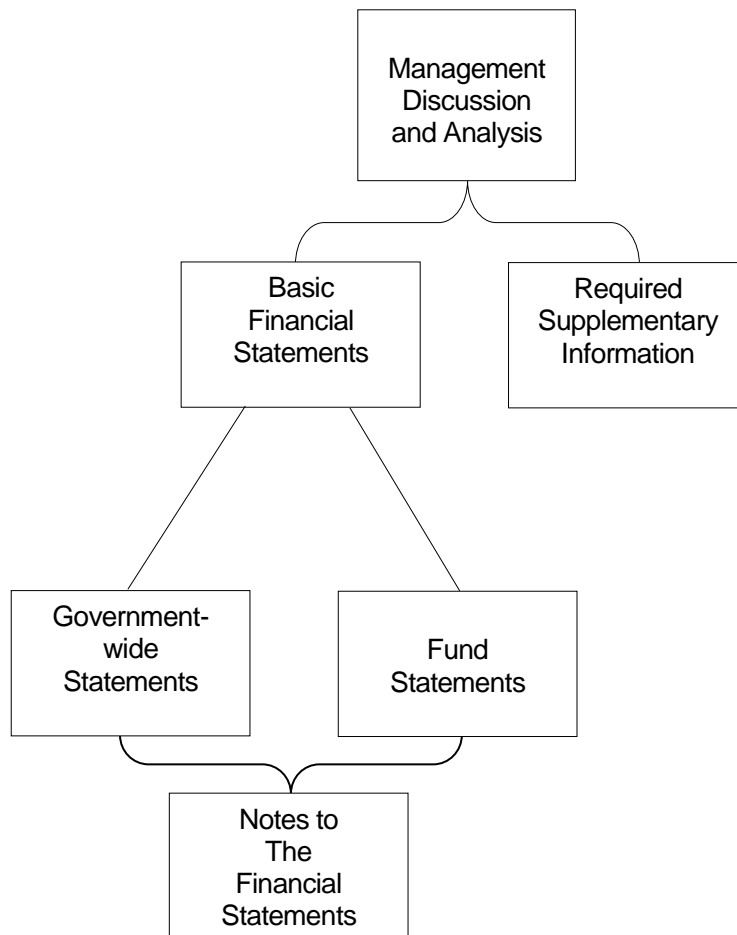 Management
Discussion
and Analysis
Basic
Financial
Statements
Required
Supplementary
Information
Government-
wide
Statements
Fund
Statements
Notes to
The
Financial
Statements